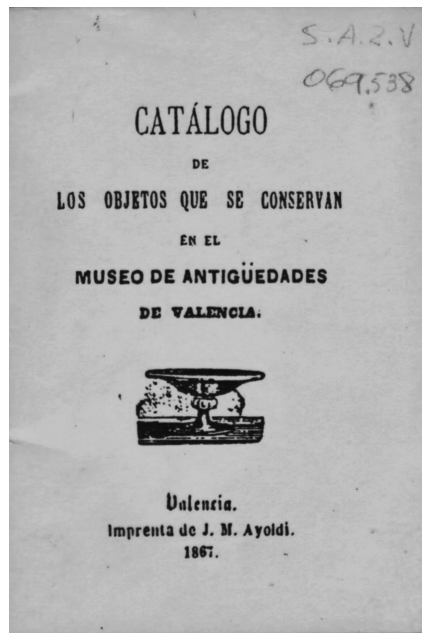 S.A.2.V
069.538
CATÁLOGO
DE
LOS OBJETOS QUE SE CONSERVAN
EN EL
MUSEO DE ANTIGÜEDADES
DE VALENCIA.
Valencia.
Imprenta de J. M. Ayoldi.
1867.